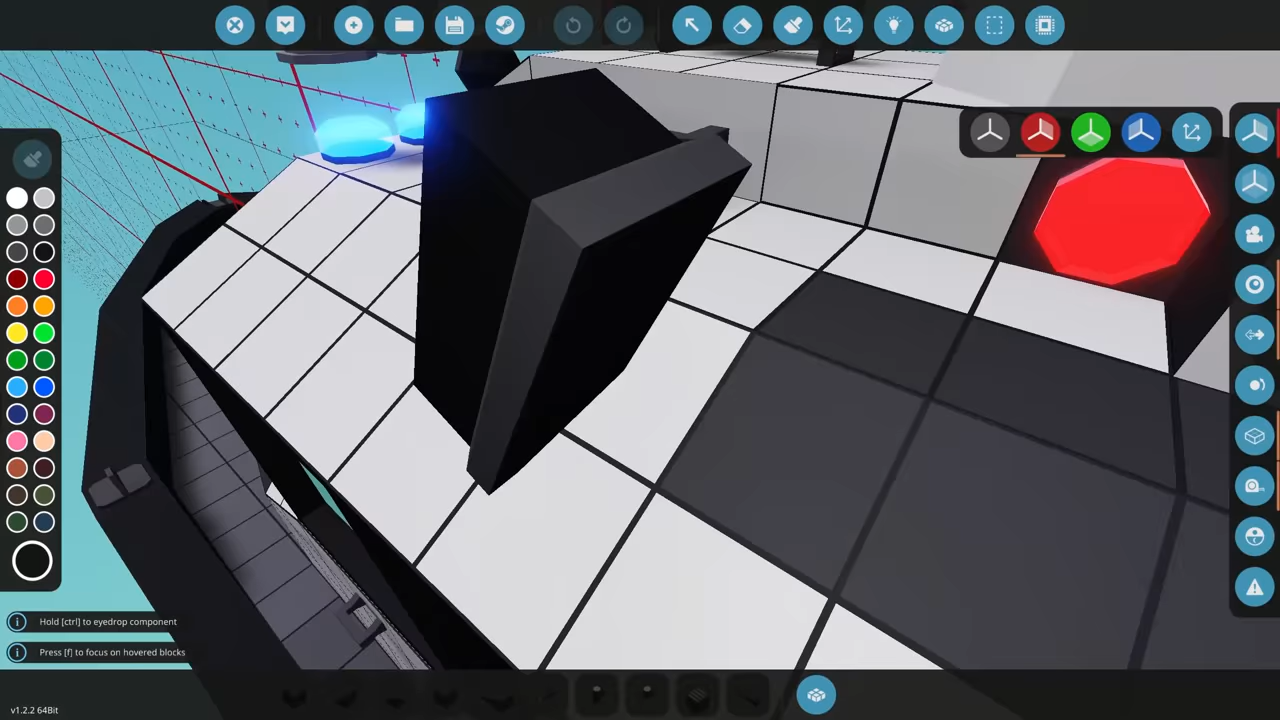 Hold [ctrl] to eyedrop component
Press [f] to focus on hovered blocks
v1.2.2 64Bit